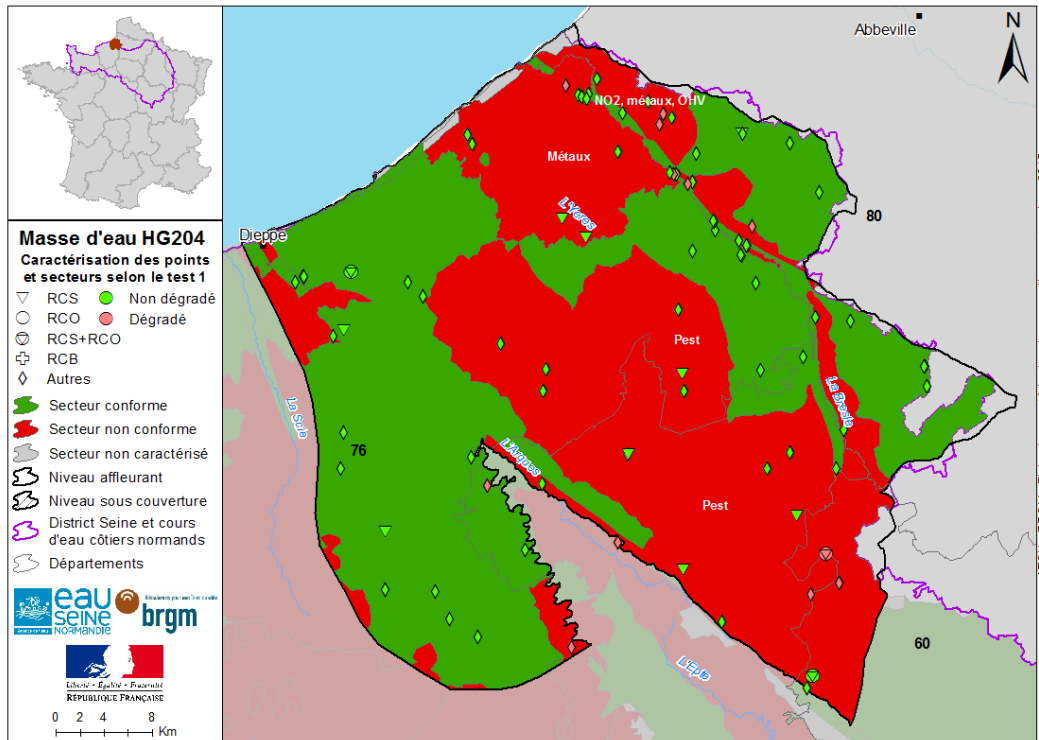 Abbeville
N
NO2, métaux, OHV
Métaux
L'Yeres
80
Dieppe
Pest
La Scie
La Bresle
76
L'Arques
Pest
60
L'Epte
Masse d'eau HG204
Caractérisation des points
et secteurs selon le test 1
RCS
Non dégradé
RCO
Dégradé
RCS+RCO
RCB
Autres
Secteur conforme
Secteur non conforme
Secteur non caractérisé
Niveau affleurant
Niveau sous couverture
District Seine et cours
d'eau côtiers normands
Départements
eau
SEINE
NORMANDIE
brgm
Liberté • Égalité • Fraternité
RÉPUBLIQUE FRANÇAISE
0 2 4 8
Km